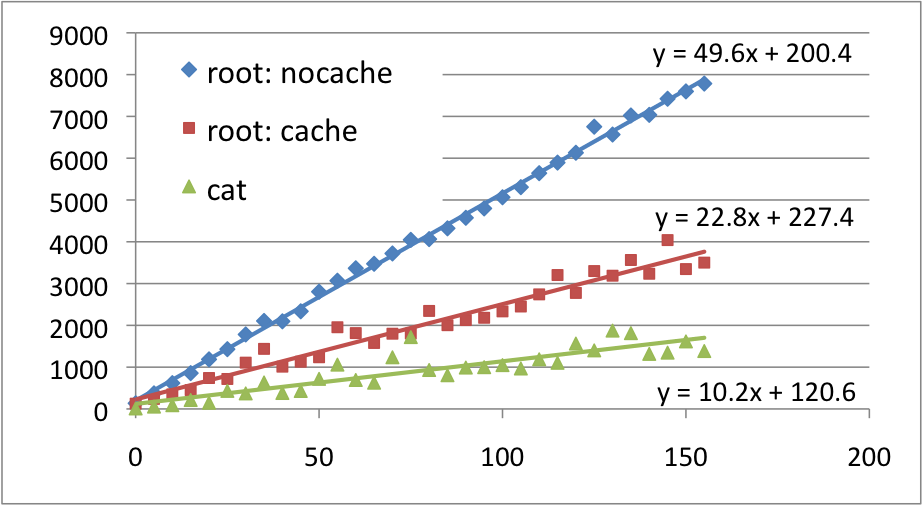 9000
8000
7000
6000
5000
4000
3000
2000
1000
0
root: nocache
root: cache
cat
y = 49.6x + 200.4
y = 22.8x + 227.4
y = 10.2x + 120.6
0 50 100 150 200